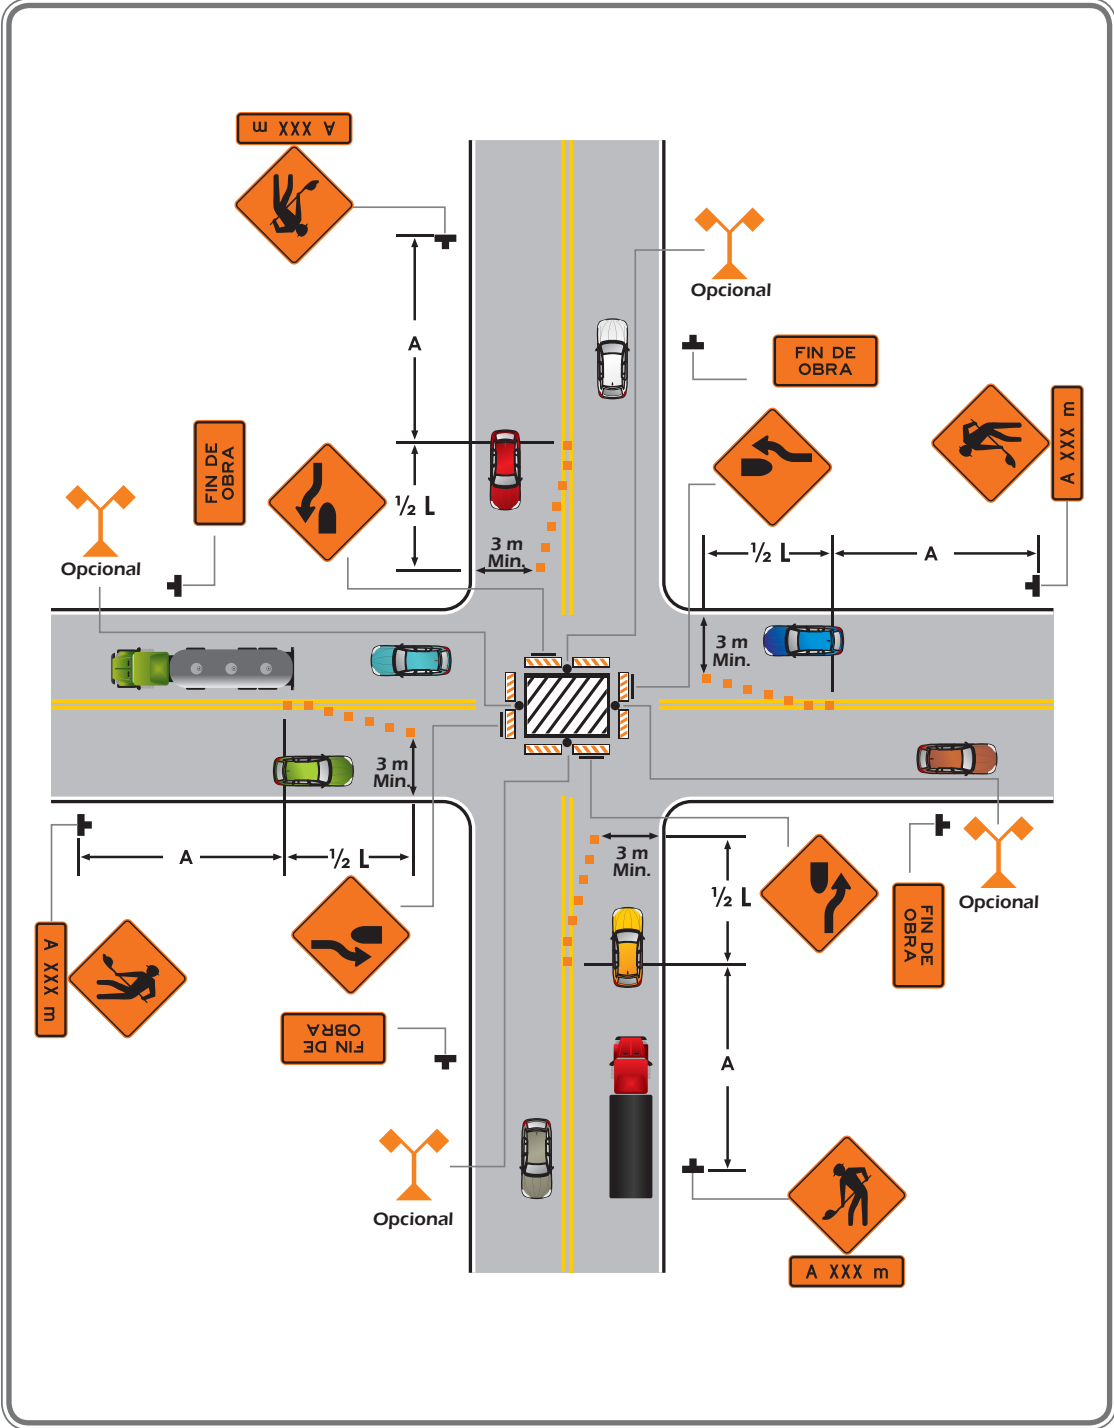 A XXX m
Opcional
A
FIN DE
OBRA
A XXX m
FIN DE
OBRA
½ L
3 m
Min.
Opcional
½ L
A
3 m
Min.
3 m
Min.
3 m
Min.
A
½ L
½ L
Opcional
FIN DE
OBRA
A XXX m
FIN DE
OBRA
A
Opcional
A XXX m